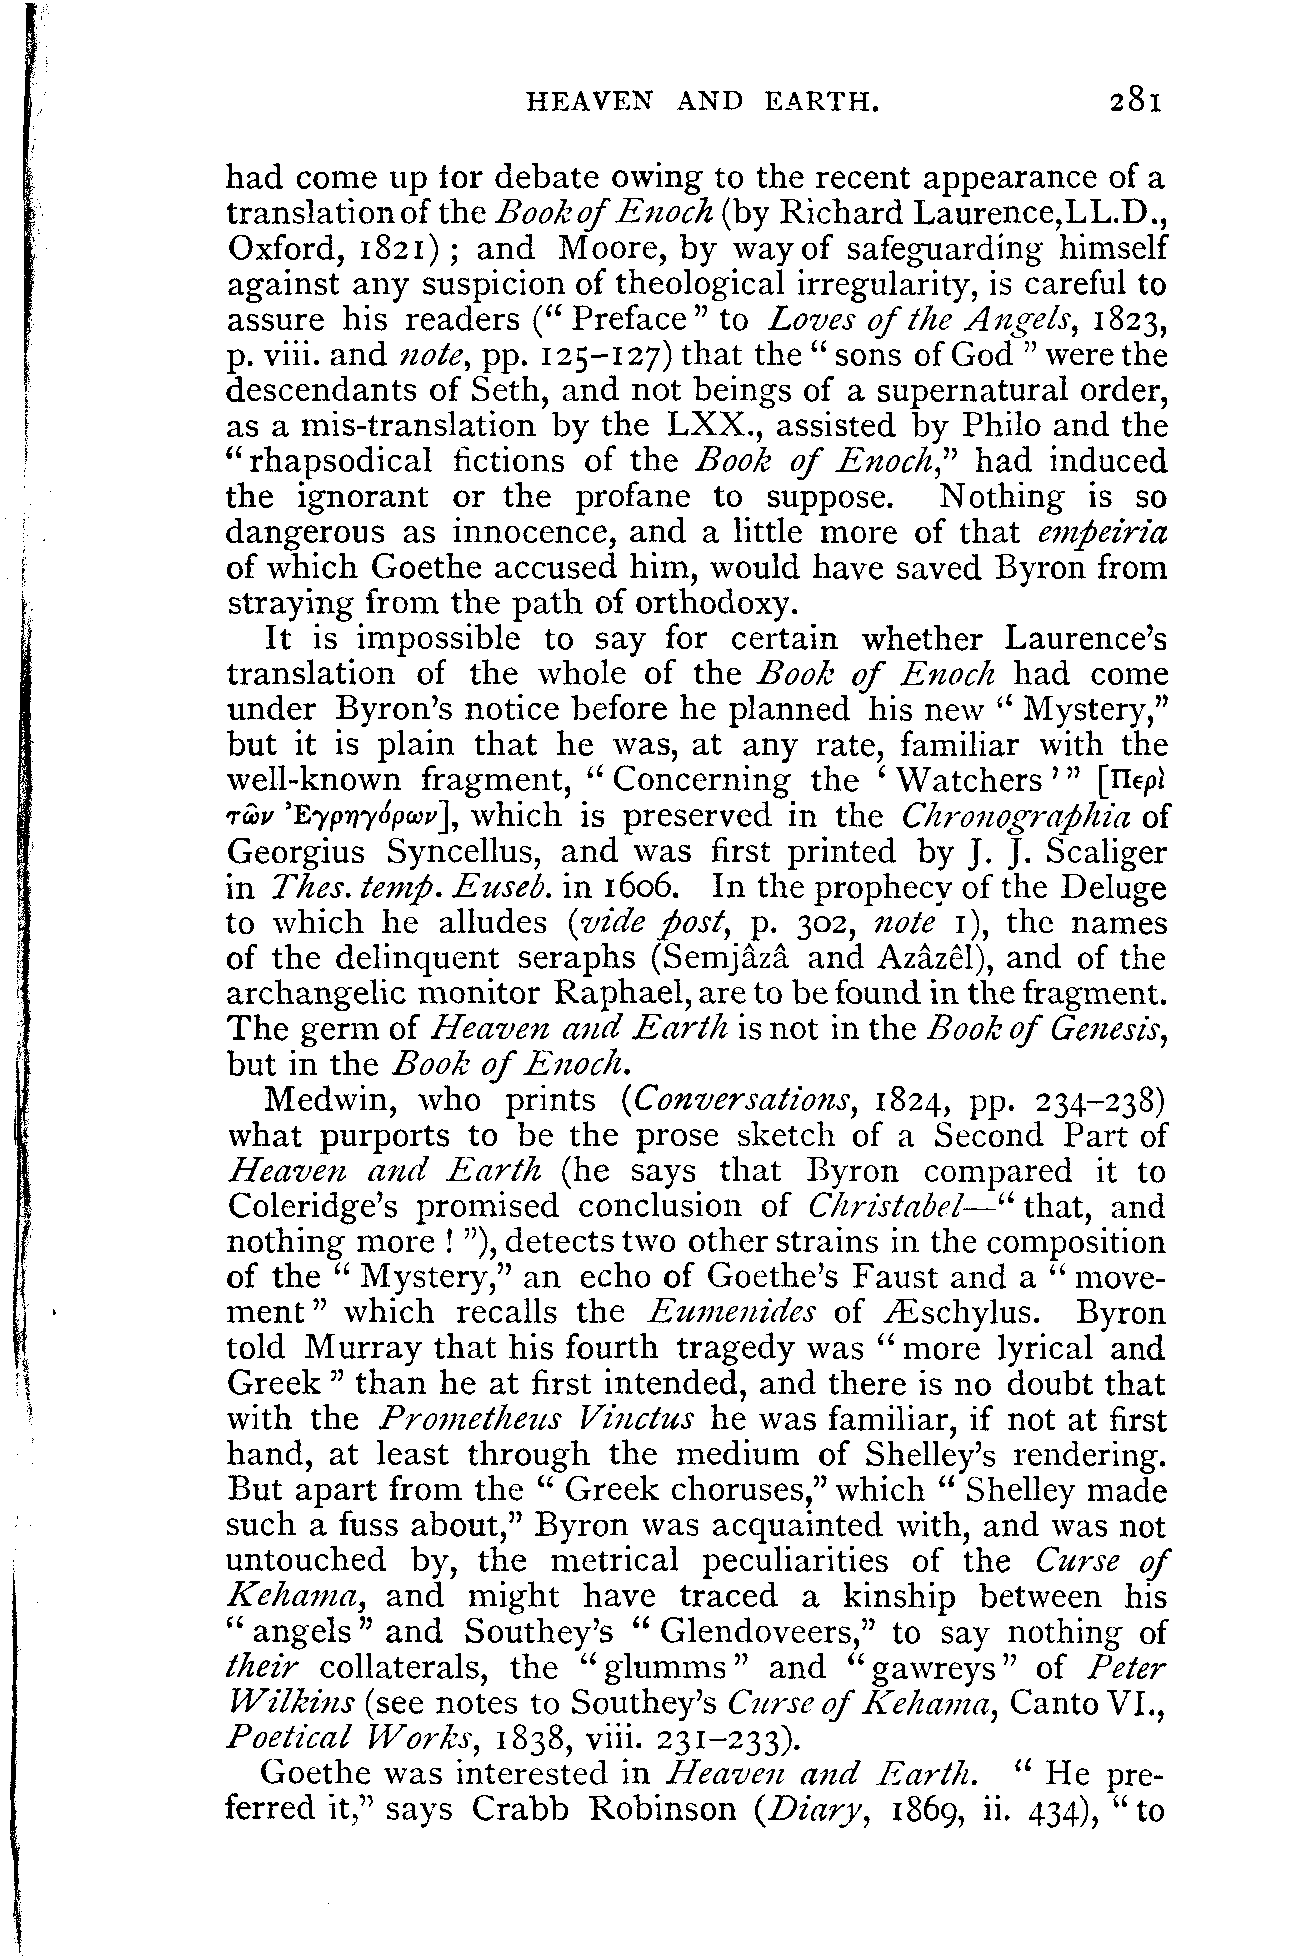 HEAVEN AND EARTH. 281
had come up for debate owing to the recent appearance of a
translation of the Book of Enoch (by Richard Laurence, LL.D.,
Oxford, 1821) ; and Moore, by way of safeguarding himself
against any suspicion of theological irregularity, is careful to
assure his readers (“ Preface ” to Loves of the Angels, 1823,
p. viii. and note, pp. 125–127) that the “ sons of God ” were the
descendants of Seth, and not beings of a supernatural order,
as a mis-translation by the LXX., assisted by Philo and the
“ rhapsodical fictions of the Book of Enoch,” had induced
the ignorant or the profane to suppose. Nothing is so
dangerous as innocence, and a little more of that empeiria
of which Goethe accused him, would have saved Byron from
straying from the path of orthodoxy.
It is impossible to say for certain whether Laurence’s
translation of the whole of the Book of Enoch had come
under Byron’s notice before he planned his new “ Mystery,”
but it is plain that he was, at any rate, familiar with the
well-known fragment, “ Concerning the ‘ Watchers ’ ” [Περὶ
τῶν Ἐγρηγόρων], which is preserved in the Chronographia of
Georgius Syncellus, and was first printed by J. J. Scaliger
in Thes. temp. Euseb. in 1606. In the prophecy of the Deluge
to which he alludes (vide post, p. 302, note 1), the names
of the delinquent seraphs (Semjâzâ and Azâzêl), and of the
archangelic monitor Raphael, are to be found in the fragment.
The germ of Heaven and Earth is not in the Book of Genesis,
but in the Book of Enoch.
Medwin, who prints (Conversations, 1824, pp. 234–238)
what purports to be the prose sketch of a Second Part of
Heaven and Earth (he says that Byron compared it to
Coleridge’s promised conclusion of Christabel—“ that, and
nothing more ! ”), detects two other strains in the composition
of the “ Mystery,” an echo of Goethe’s Faust and a “ move-
ment ” which recalls the Eumenides of Æschylus. Byron
told Murray that his fourth tragedy was “ more lyrical and
Greek ” than he at first intended, and there is no doubt that
with the Prometheus Vinctus he was familiar, if not at first
hand, at least through the medium of Shelley’s rendering.
But apart from the “ Greek choruses,” which “ Shelley made
such a fuss about,” Byron was acquainted with, and was not
untouched by, the metrical peculiarities of the Curse of
Kehama, and might have traced a kinship between his
“ angels ” and Southey’s “ Glendoveers,” to say nothing of
their collaterals, the “ glumms ” and “ gawreys ” of Peter
Wilkins (see notes to Southey’s Curse of Kehama, Canto VI.,
Poetical Works, 1838, viii. 231–233).
Goethe was interested in Heaven and Earth. “ He pre-
ferred it,” says Crabb Robinson (Diary, 1869, ii. 434), “ to